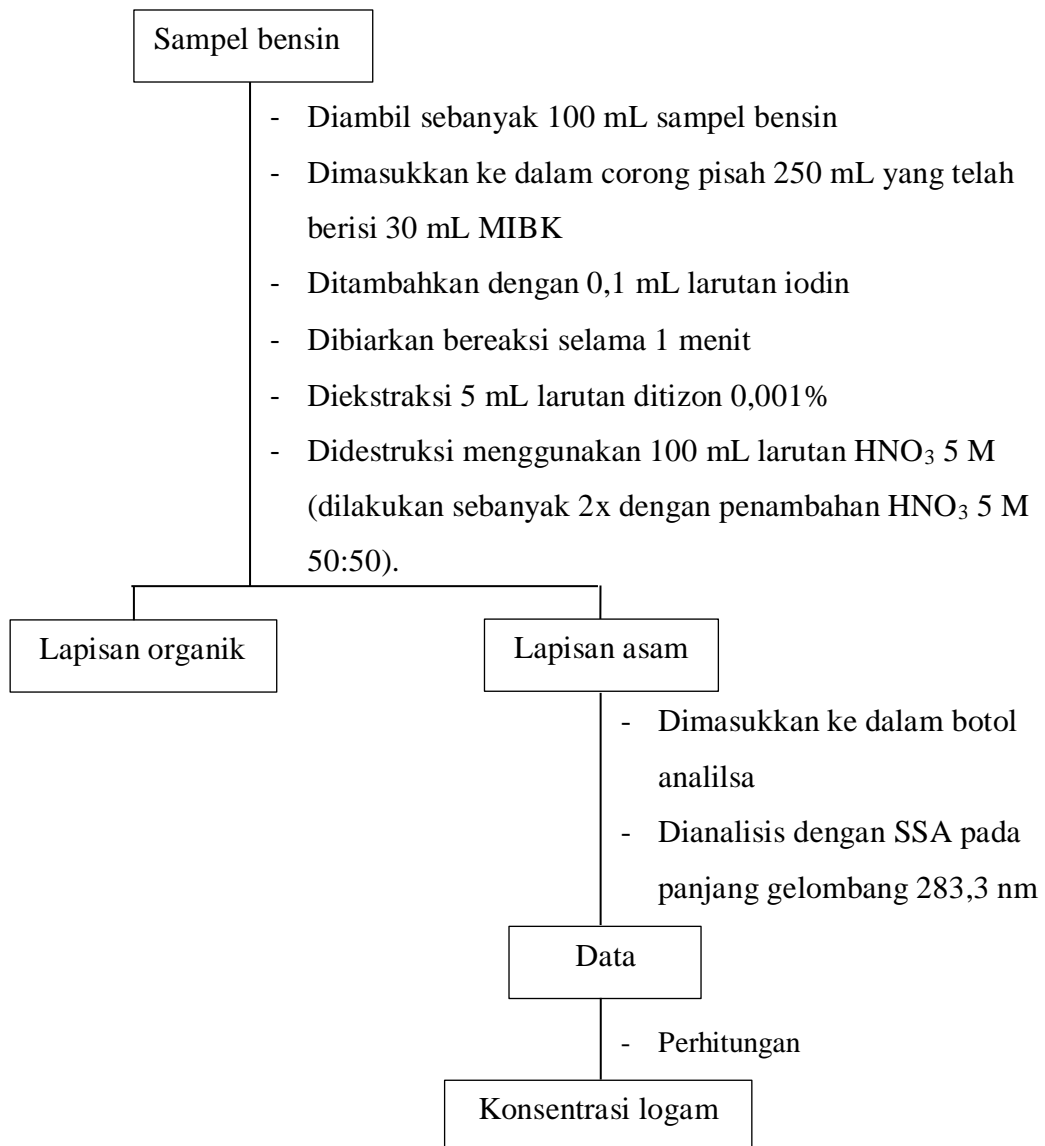 Sampel bensin
- Diambil sebanyak 100 mL sampel bensin
- Dimasukkan ke dalam corong pisah 250 mL yang telah
berisi 30 mL MIBK
- Ditambahkan dengan 0,1 mL larutan iodin
- Dibiarkan bereaksi selama 1 menit
- Diekstraksi 5 mL larutan ditizon 0,001%
- Didestruksi menggunakan 100 mL larutan HNO₃ 5 M
(dilakukan sebanyak 2x dengan penambahan HNO₃ 5 M
50:50).
Lapisan organik
Lapisan asam
- Dimasukkan ke dalam botol
analilsa
- Dianalisis dengan SSA pada
panjang gelombang 283,3 nm
Data
- Perhitungan
Konsentrasi logam